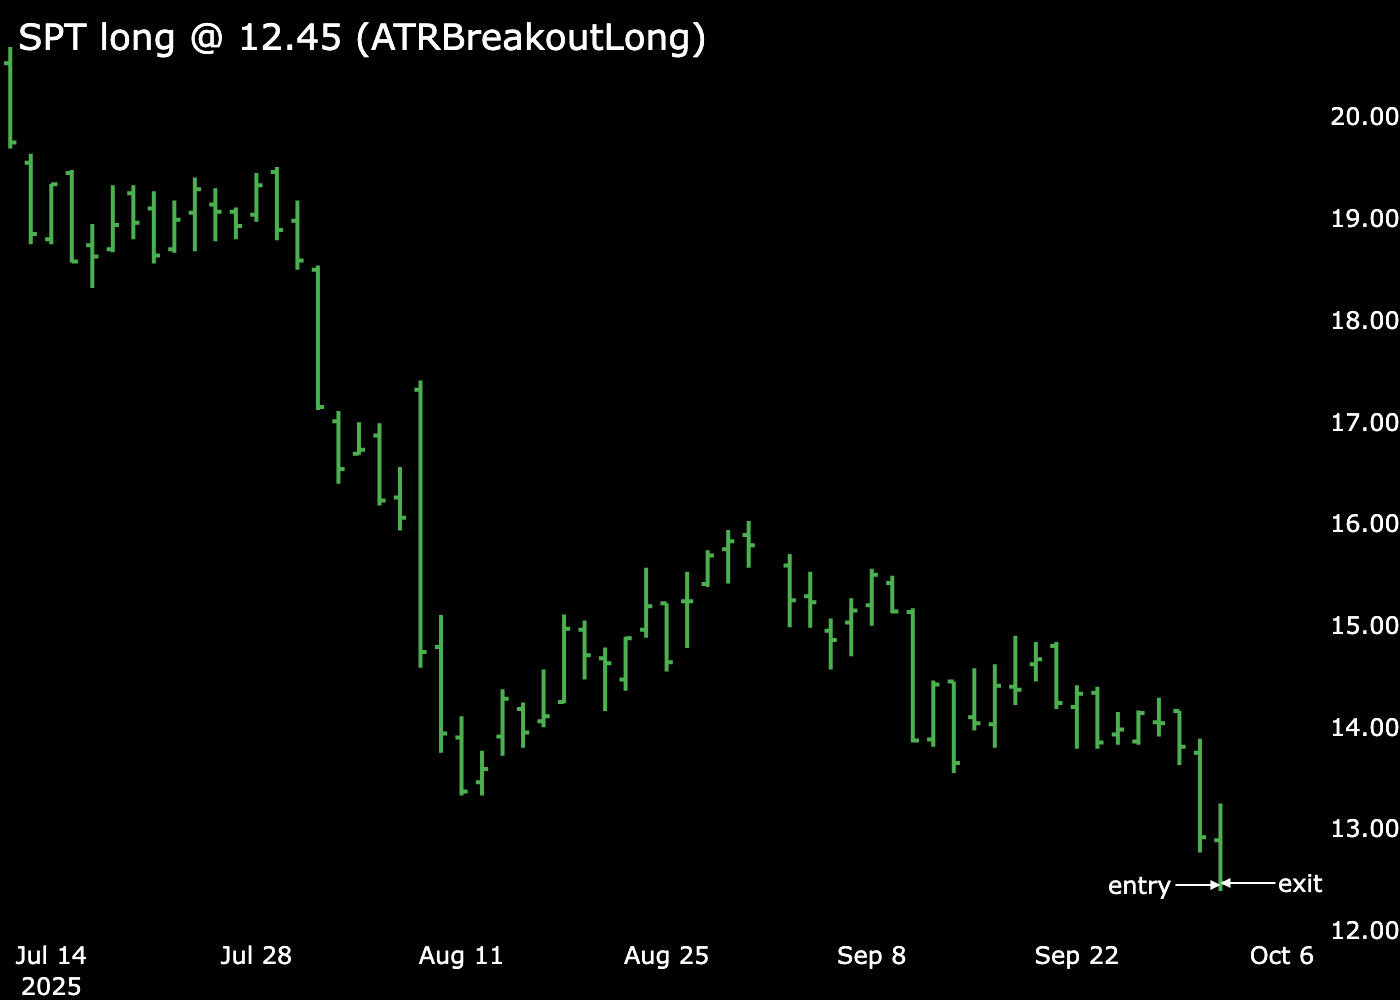 SPT long @ 12.45 (ATRBreakoutLong)
20.00
19.00
18.00
17.00
16.00
15.00
14.00
13.00
12.00
entry
exit
Jul 14 Jul 28 Aug 11 Aug 25 Sep 8 Sep 22 Oct 6
2025